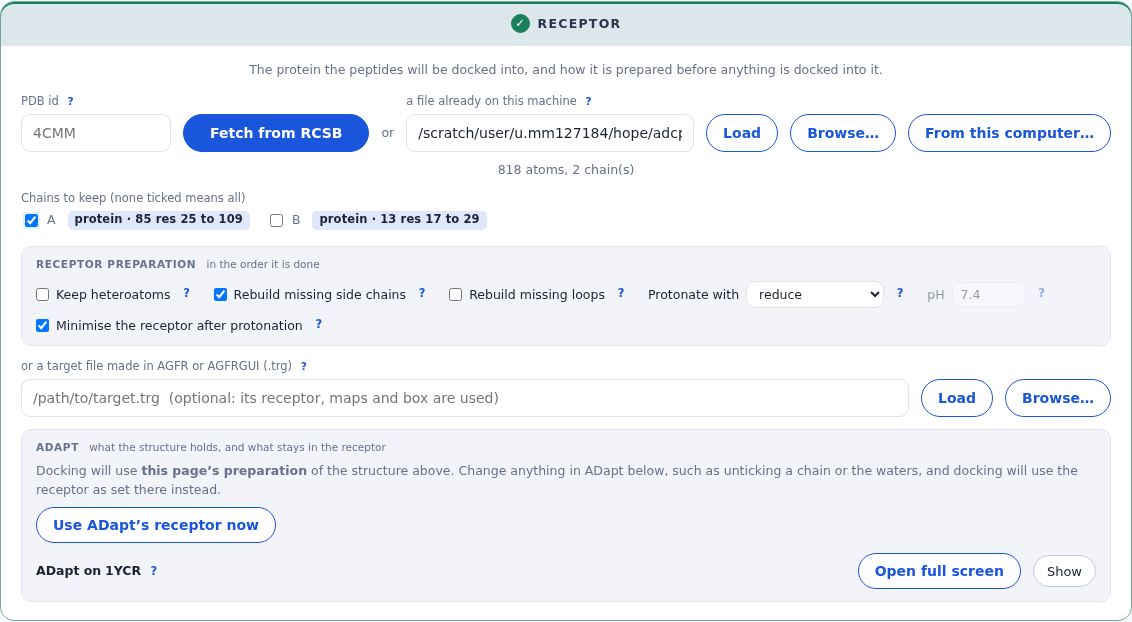 ✓ RECEPTOR
The protein the peptides will be docked into, and how it is prepared before anything is docked into it.
PDB id ? a file already on this machine ?
4CMM Fetch from RCSB or /scratch/user/u.mm127184/hope/adcp Load Browse… From this computer…
818 atoms, 2 chain(s)
Chains to keep (none ticked means all)
A protein · 85 res 25 to 109 B protein · 13 res 17 to 29
RECEPTOR PREPARATION in the order it is done
Keep heteroatoms ? Rebuild missing side chains ? Rebuild missing loops ? Protonate with reduce ? pH 7.4 ?
Minimise the receptor after protonation ?
or a target file made in AGFR or AGFRGUI (.trg) ?
/path/to/target.trg (optional: its receptor, maps and box are used) Load Browse…
ADAPT what the structure holds, and what stays in the receptor
Docking will use this page’s preparation of the structure above. Change anything in ADapt below, such as unticking a chain or the waters, and docking will use the
receptor as set there instead.
Use ADapt’s receptor now
ADapt on 1YCR ? Open full screen Show